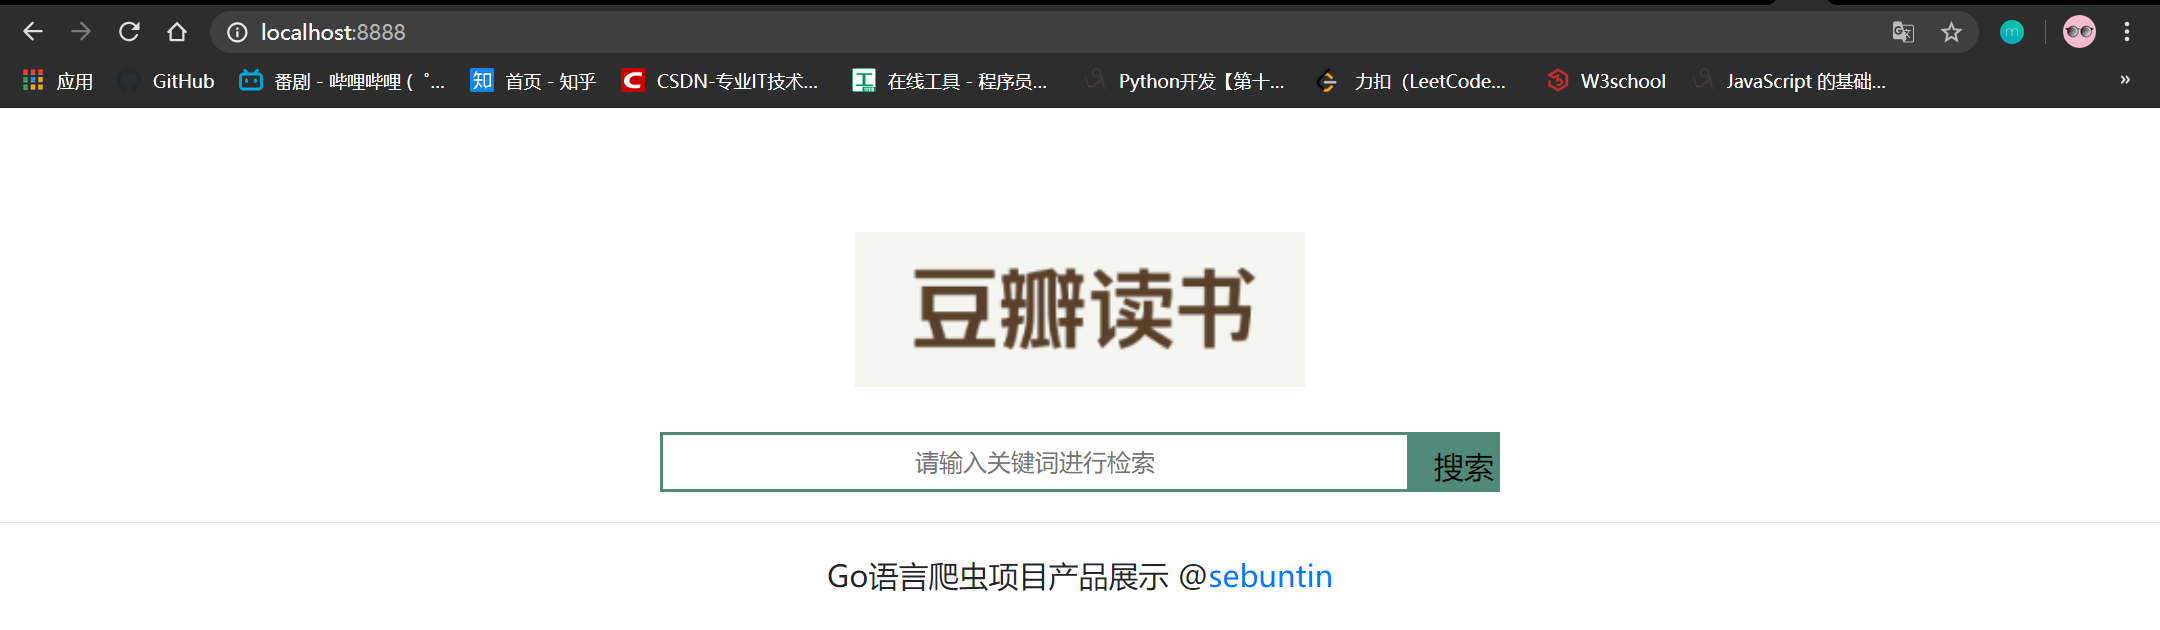 localhost:8888
应用 GitHub 番剧 - 哔哩哔哩 ( ゜... 首页 - 知乎 CSDN-专业IT技术... 在线工具 - 程序员... Python开发【第十... 力扣（LeetCode... W3school JavaScript 的基础... »
豆瓣读书
请输入关键词进行检索 搜索
Go语言爬虫项目产品展示 @sebuntin